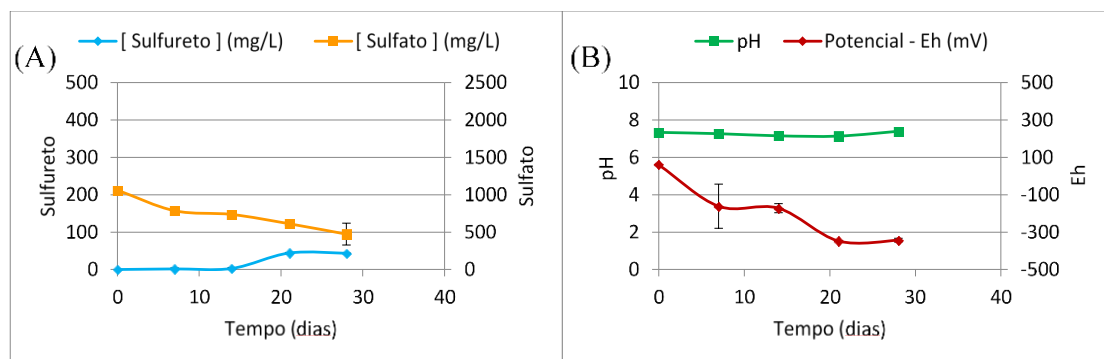 (A)
[ Sulfureto ] (mg/L) [ Sulfato ] (mg/L)
500 2500
400 2000
300 1500
200 1000
100 500
0 0
Sulfureto
Sulfato
0 10 20 30 40
Tempo (dias)
(B)
pH Potencial - Eh (mV)
10 500
8 300
6 100
4 -100
2 -300
0 -500
pH
Eh
0 10 20 30 40
Tempo (dias)